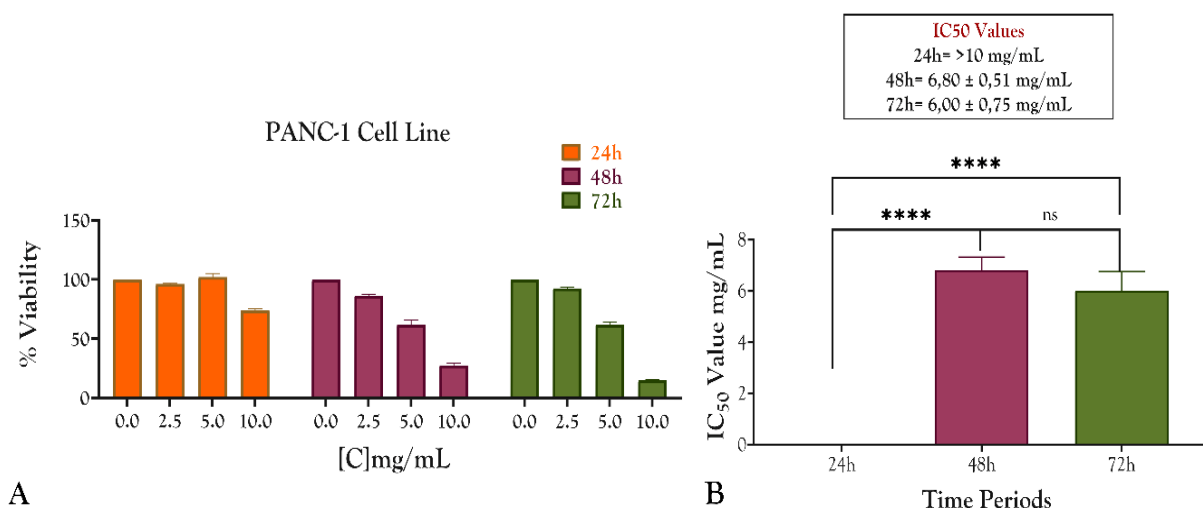 PANC-1 Cell Line
24h
48h
72h
% Viability
150
100
50
0
0.0 2.5 5.0 10.0 0.0 2.5 5.0 10.0 0.0 2.5 5.0 10.0
[C]mg/mL
A
IC50 Values
24h= >10 mg/mL
48h= 6,80 ± 0,51 mg/mL
72h= 6,00 ± 0,75 mg/mL
****
**** ns
IC50 Value mg/mL
8
6
4
2
0
24h 48h 72h
Time Periods
B